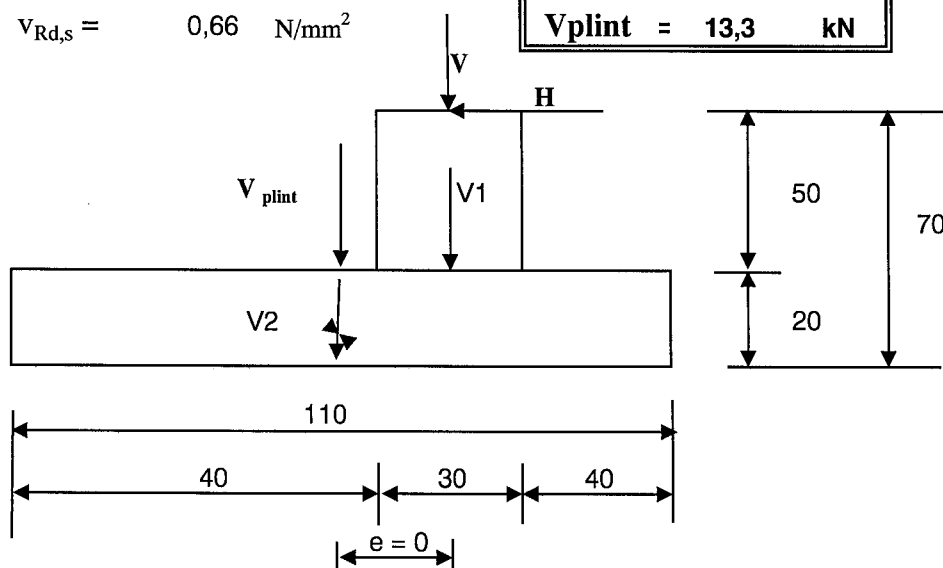 v_Rd,s = 0,66 N/mm²
Vplint = 13,3 kN
V
H
V plint
V1
50
70
V2
20
110
40 30 40
e = 0